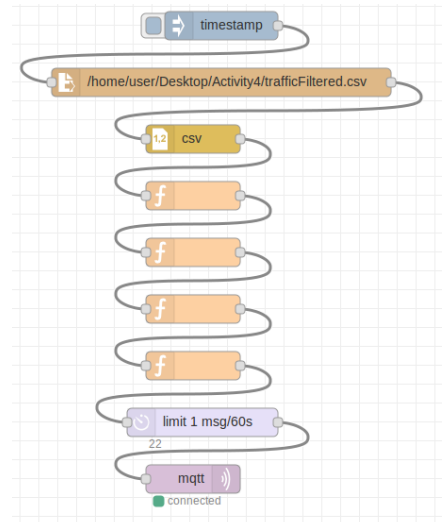 timestamp
/home/user/Desktop/Activity4/trafficFiltered.csv
1,2
csv
f
f
f
f
limit 1 msg/60s
22
mqtt
connected